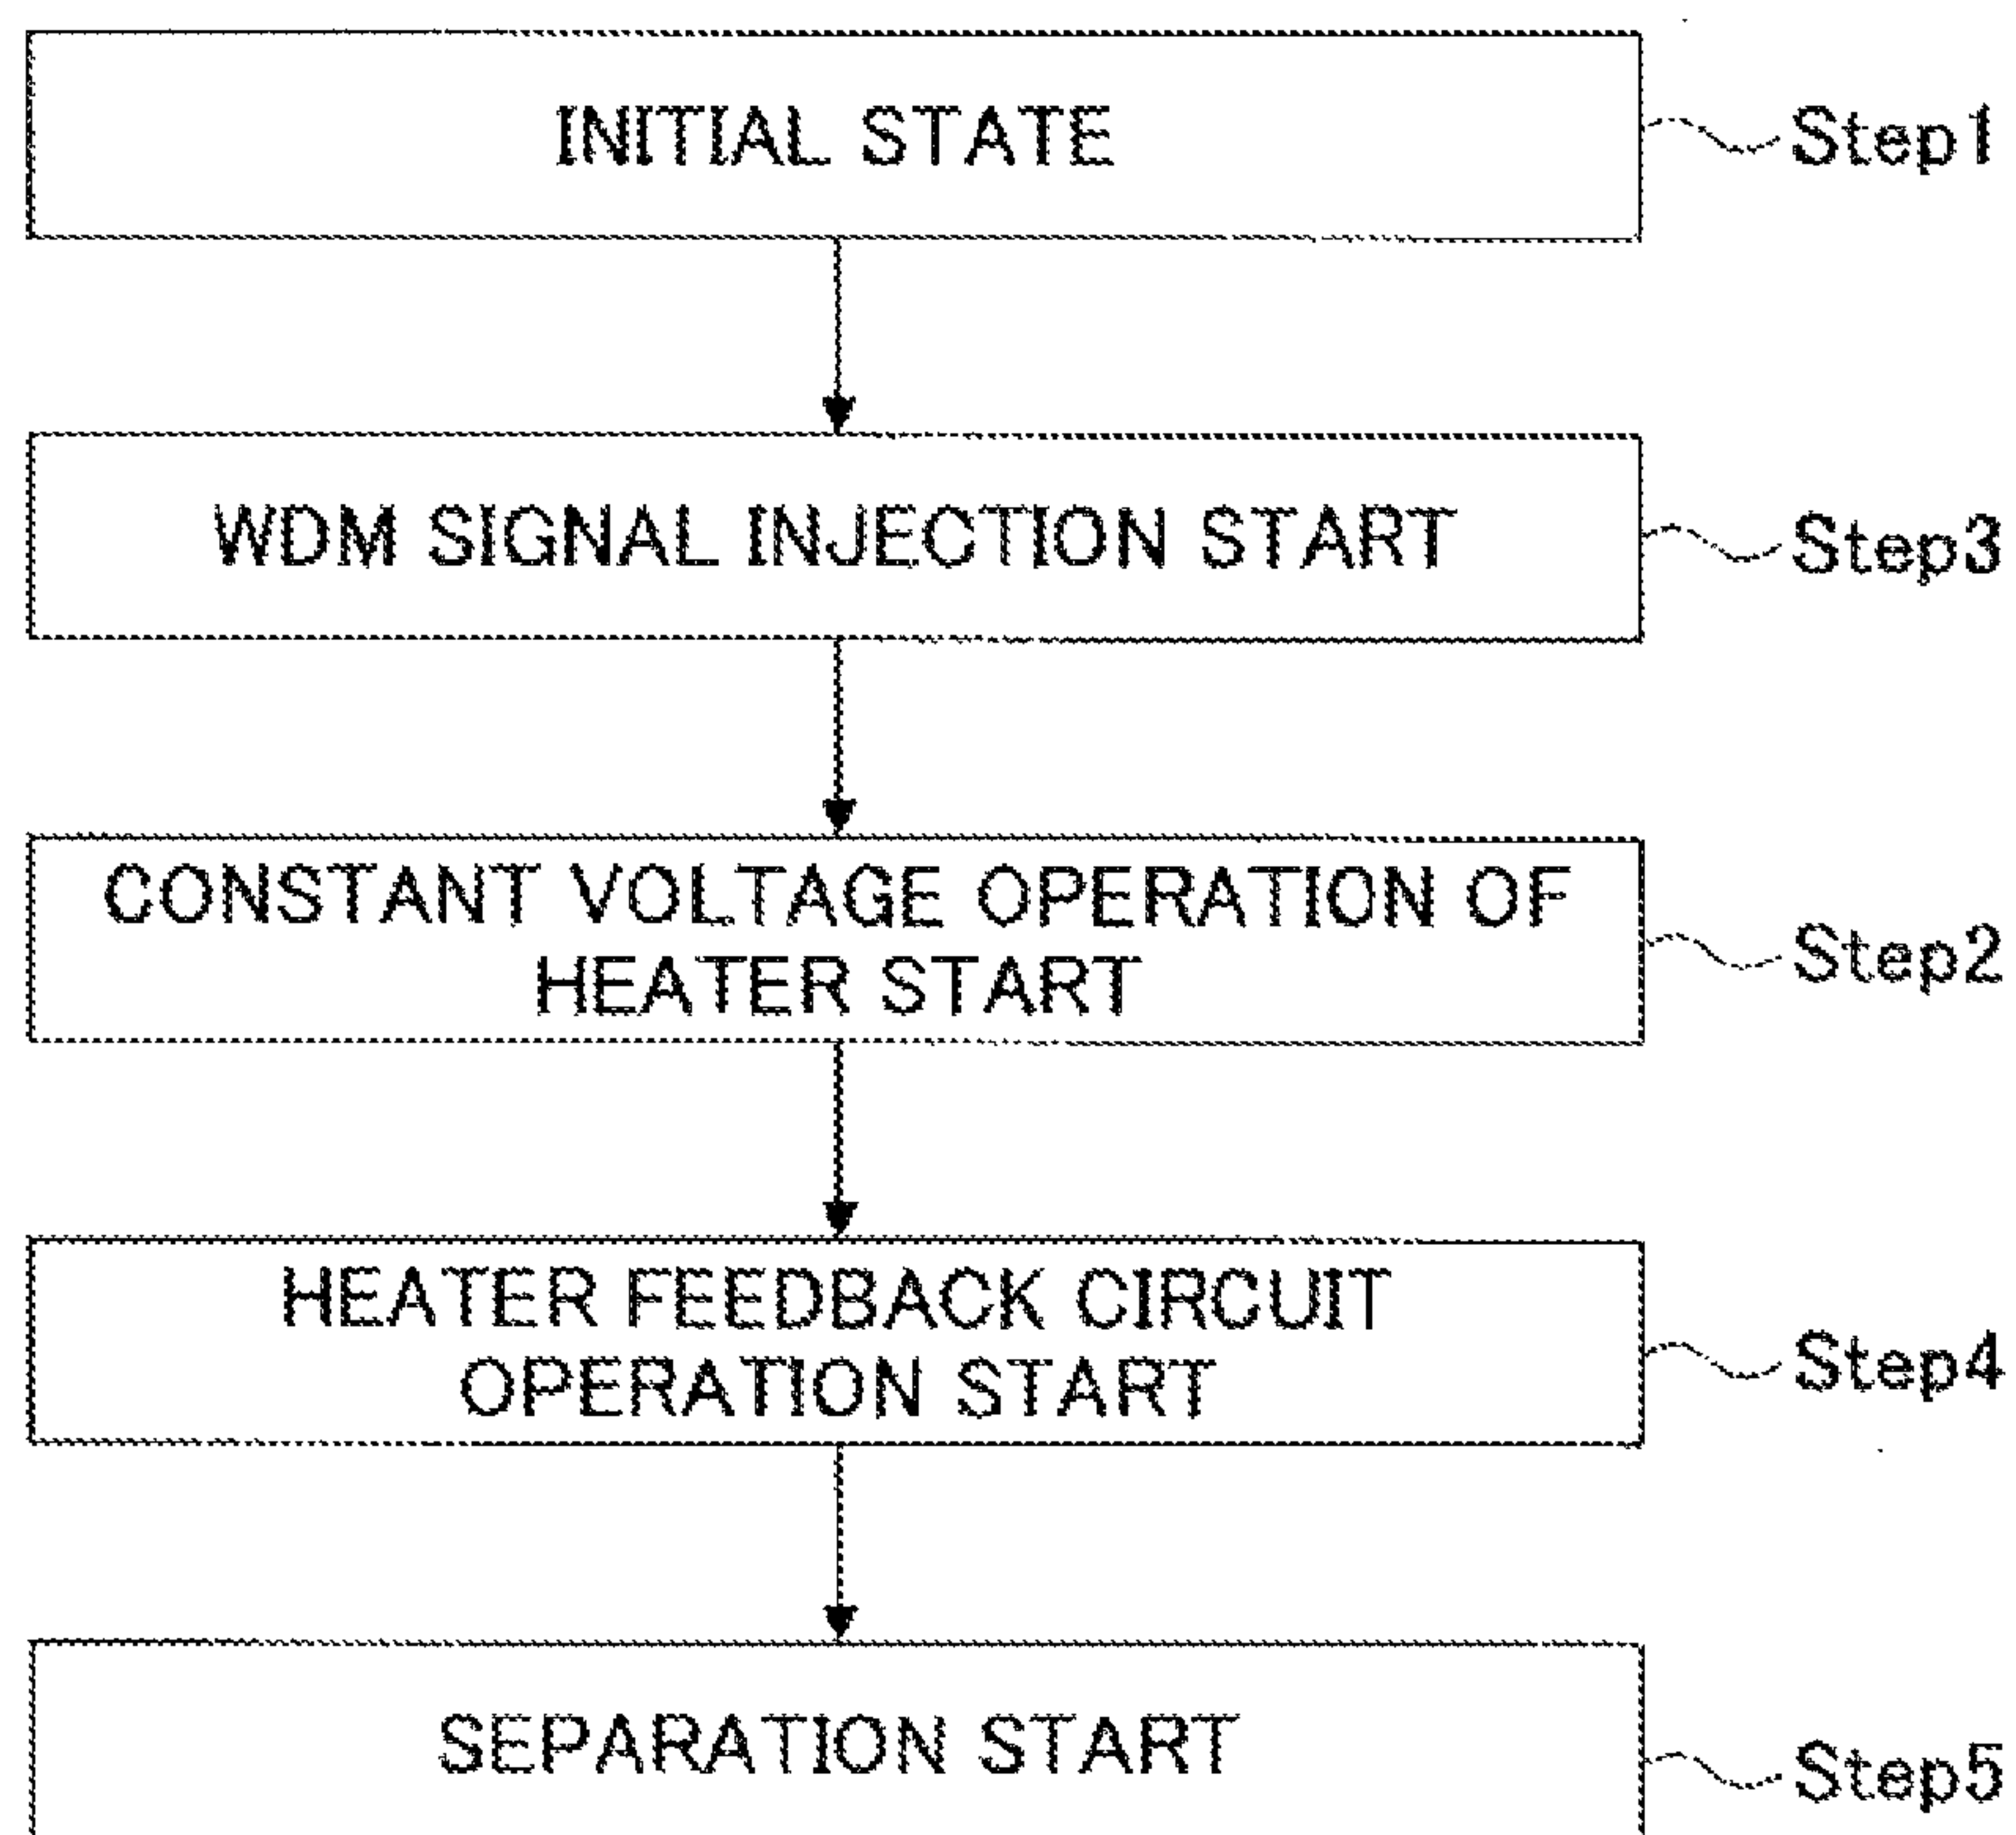 INITIAL STATE
Step1
WDM SIGNAL INJECTION START
Step3
CONSTANT VOLTAGE OPERATION OF
HEATER START
Step2
HEATER FEEDBACK CIRCUIT
OPERATION START
Step4
SEPARATION START
Step5